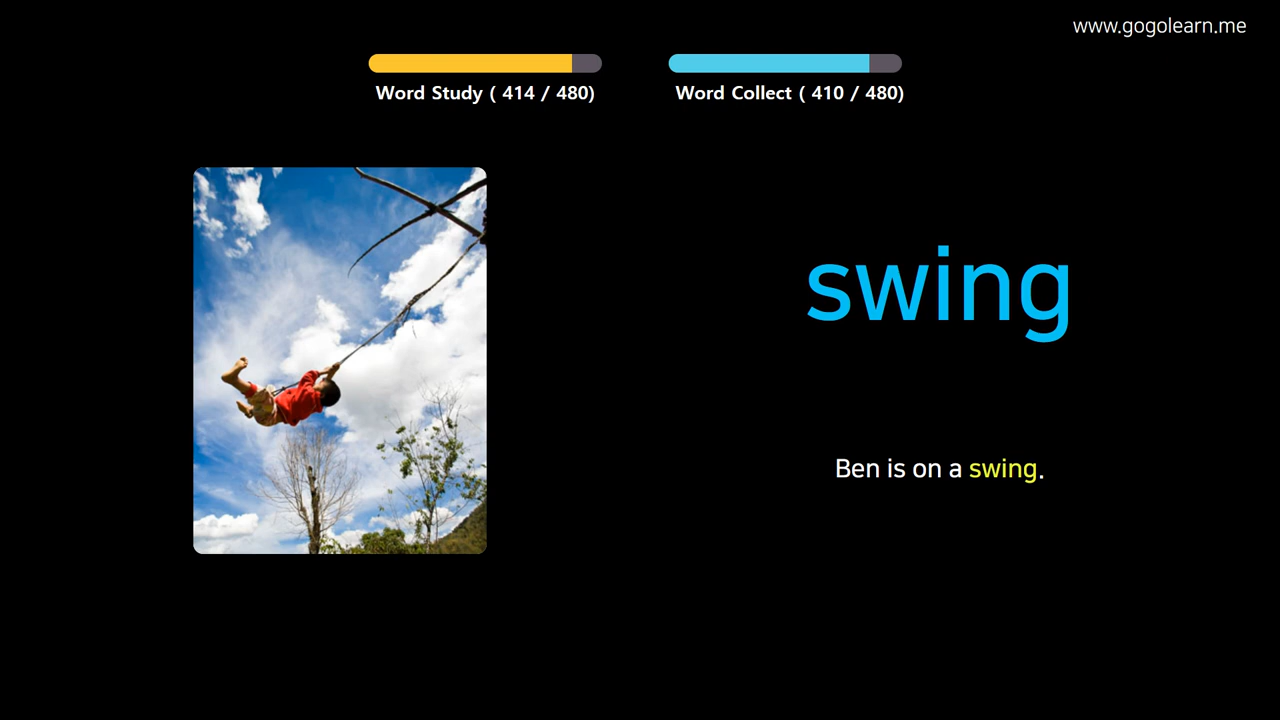 www.gogolearn.me
Word Study ( 414 / 480)
Word Collect ( 410 / 480)
swing
Ben is on a swing.